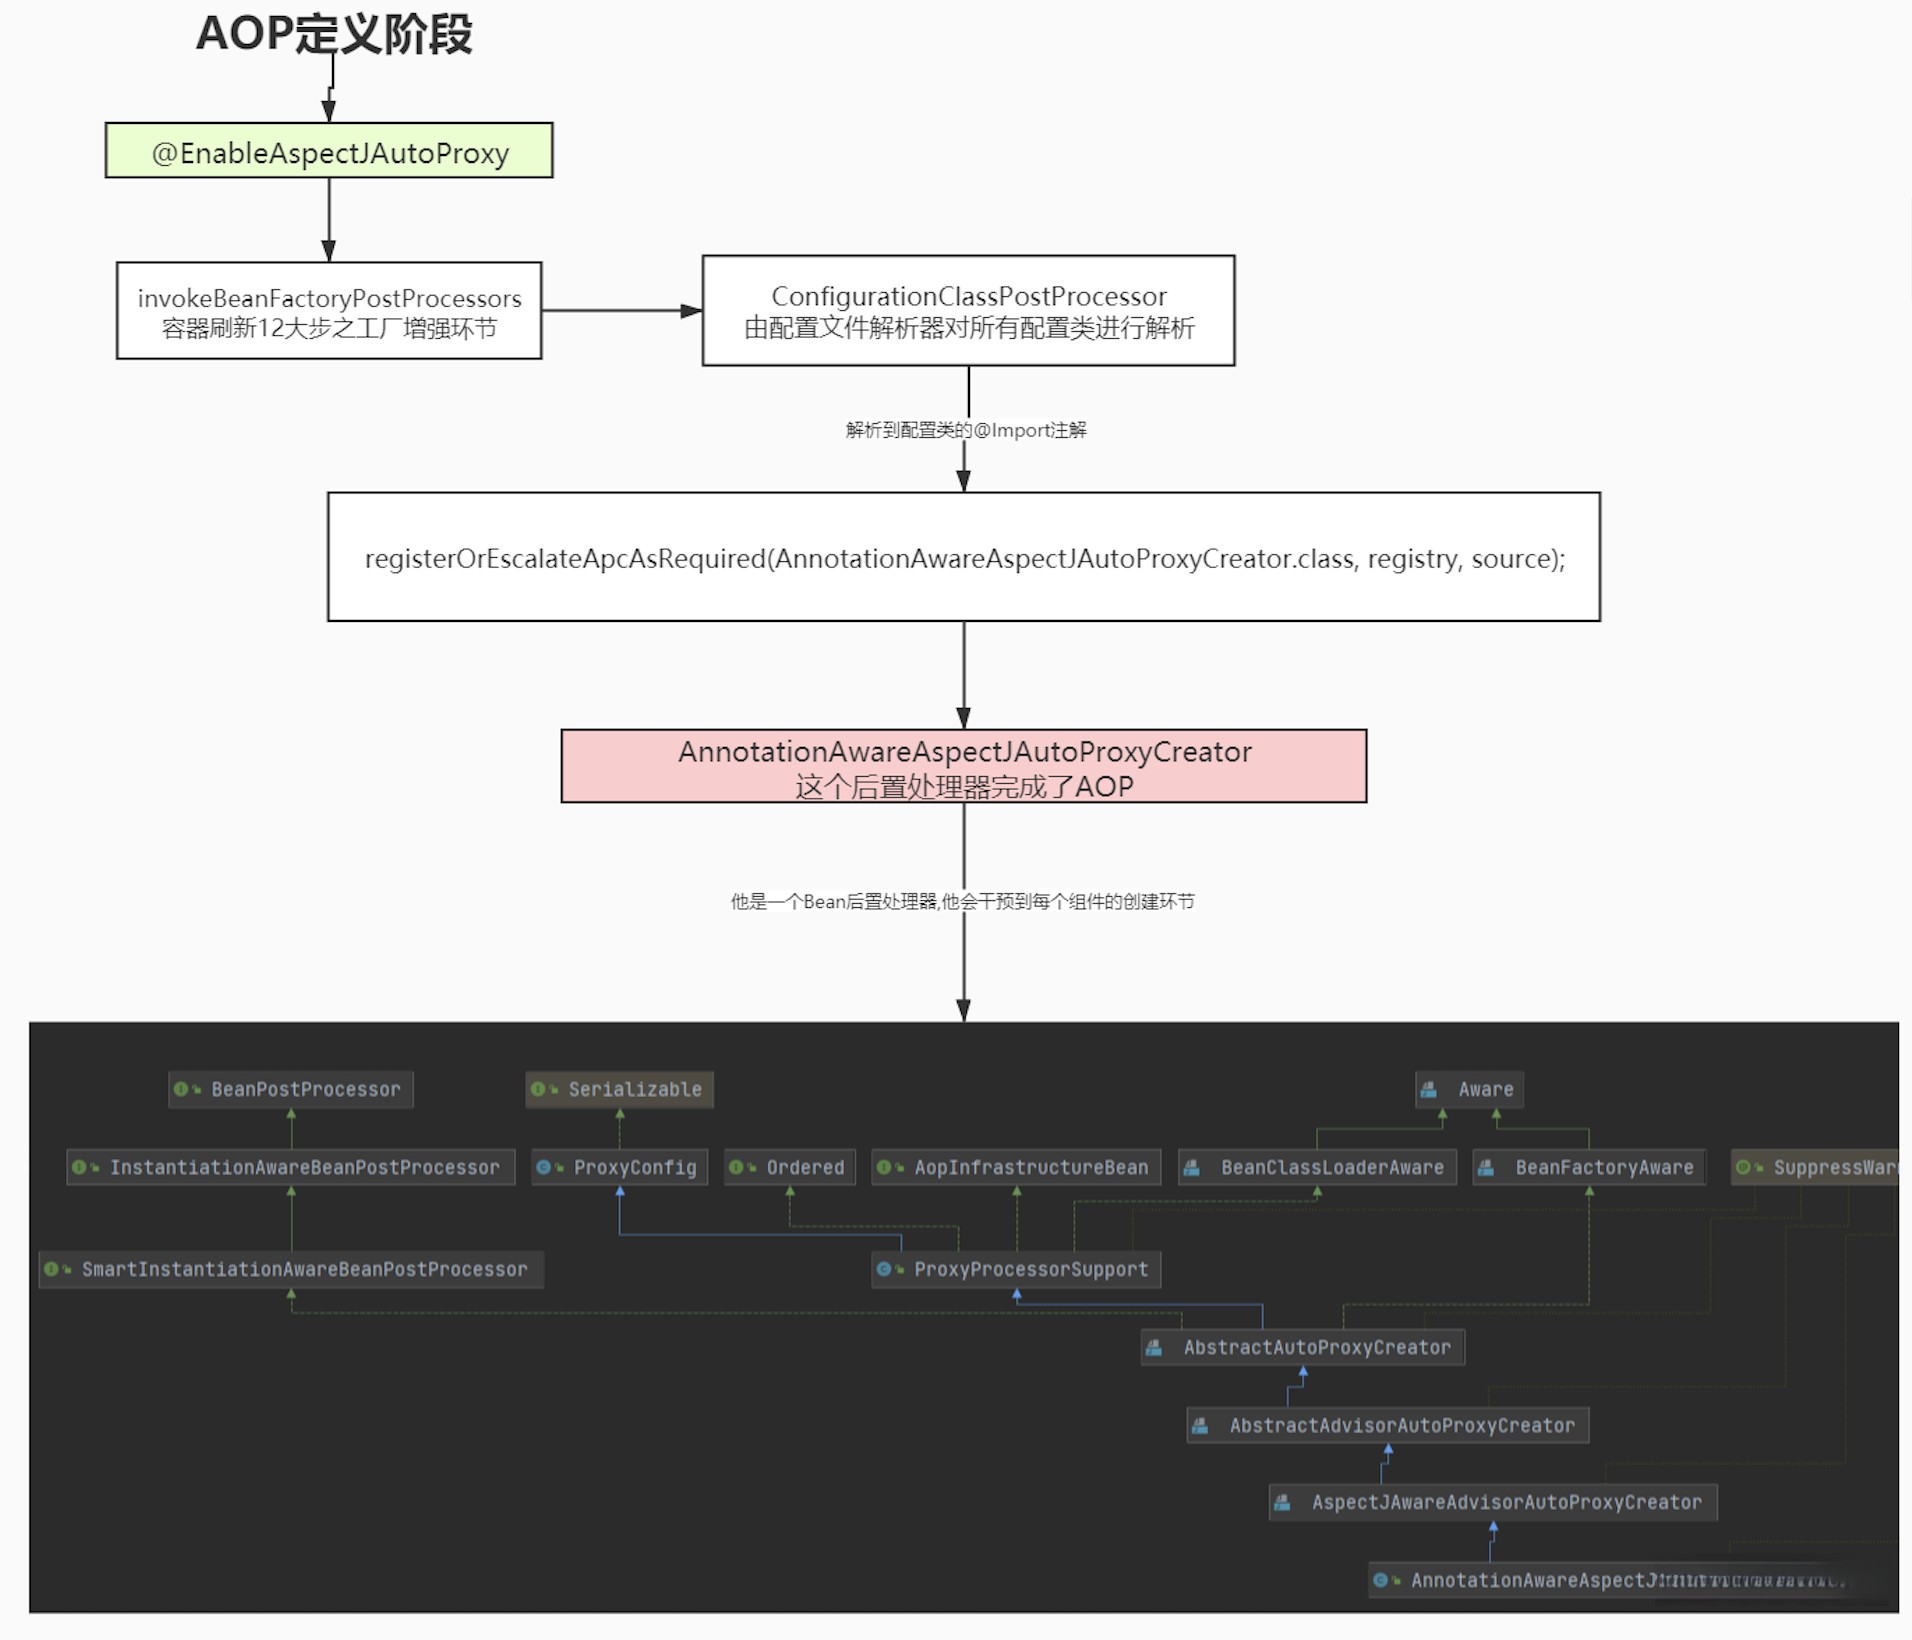 AOP定义阶段
@EnableAspectJAutoProxy
invokeBeanFactoryPostProcessors
容器刷新12大步之工厂增强环节
ConfigurationClassPostProcessor
由配置文件解析器对所有配置类进行解析
解析到配置类的@Import注解
registerOrEscalateApcAsRequired(AnnotationAwareAspectJAutoProxyCreator.class, registry, source);
AnnotationAwareAspectJAutoProxyCreator
这个后置处理器完成了AOP
他是一个Bean后置处理器,他会干预到每个组件的创建环节
BeanPostProcessor
Serializable
Aware
InstantiationAwareBeanPostProcessor
ProxyConfig
Ordered
AopInfrastructureBean
BeanClassLoaderAware
BeanFactoryAware
SuppressWar
SmartInstantiationAwareBeanPostProcessor
ProxyProcessorSupport
AbstractAutoProxyCreator
AbstractAdvisorAutoProxyCreator
AspectJAwareAdvisorAutoProxyCreator
AnnotationAwareAspectJ